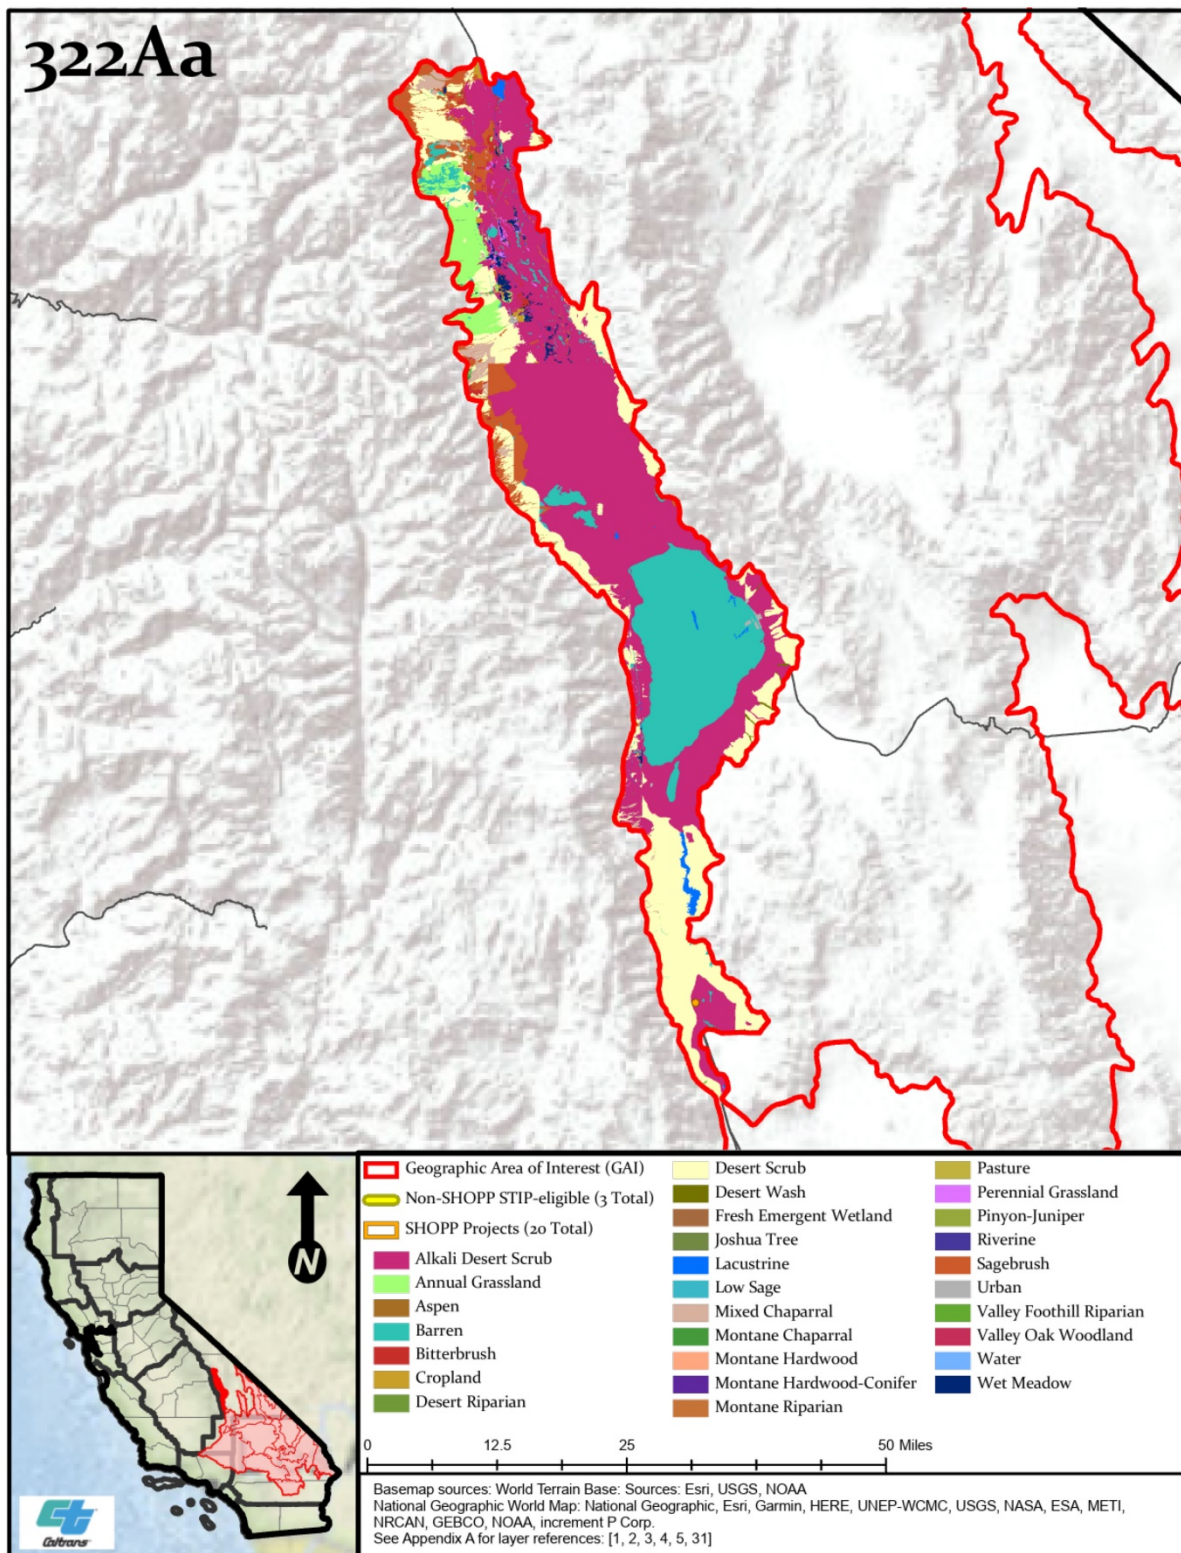 322Aa
N
Caltrans
Geographic Area of Interest (GAI)
Non-SHOPP STIP-eligible (3 Total)
SHOPP Projects (20 Total)
Alkali Desert Scrub
Annual Grassland
Aspen
Barren
Bitterbrush
Cropland
Desert Riparian
Desert Scrub
Desert Wash
Fresh Emergent Wetland
Joshua Tree
Lacustrine
Low Sage
Mixed Chaparral
Montane Chaparral
Montane Hardwood
Montane Hardwood-Conifer
Montane Riparian
Pasture
Perennial Grassland
Pinyon-Juniper
Riverine
Sagebrush
Urban
Valley Foothill Riparian
Valley Oak Woodland
Water
Wet Meadow
0 12.5 25 50 Miles
Basemap sources: World Terrain Base: Sources: Esri, USGS, NOAA
National Geographic World Map: National Geographic, Esri, Garmin, HERE, UNEP-WCMC, USGS, NASA, ESA, METI,
NRCAN, GEBCO, NOAA, increment P Corp.
See Appendix A for layer references: [1, 2, 3, 4, 5, 31]